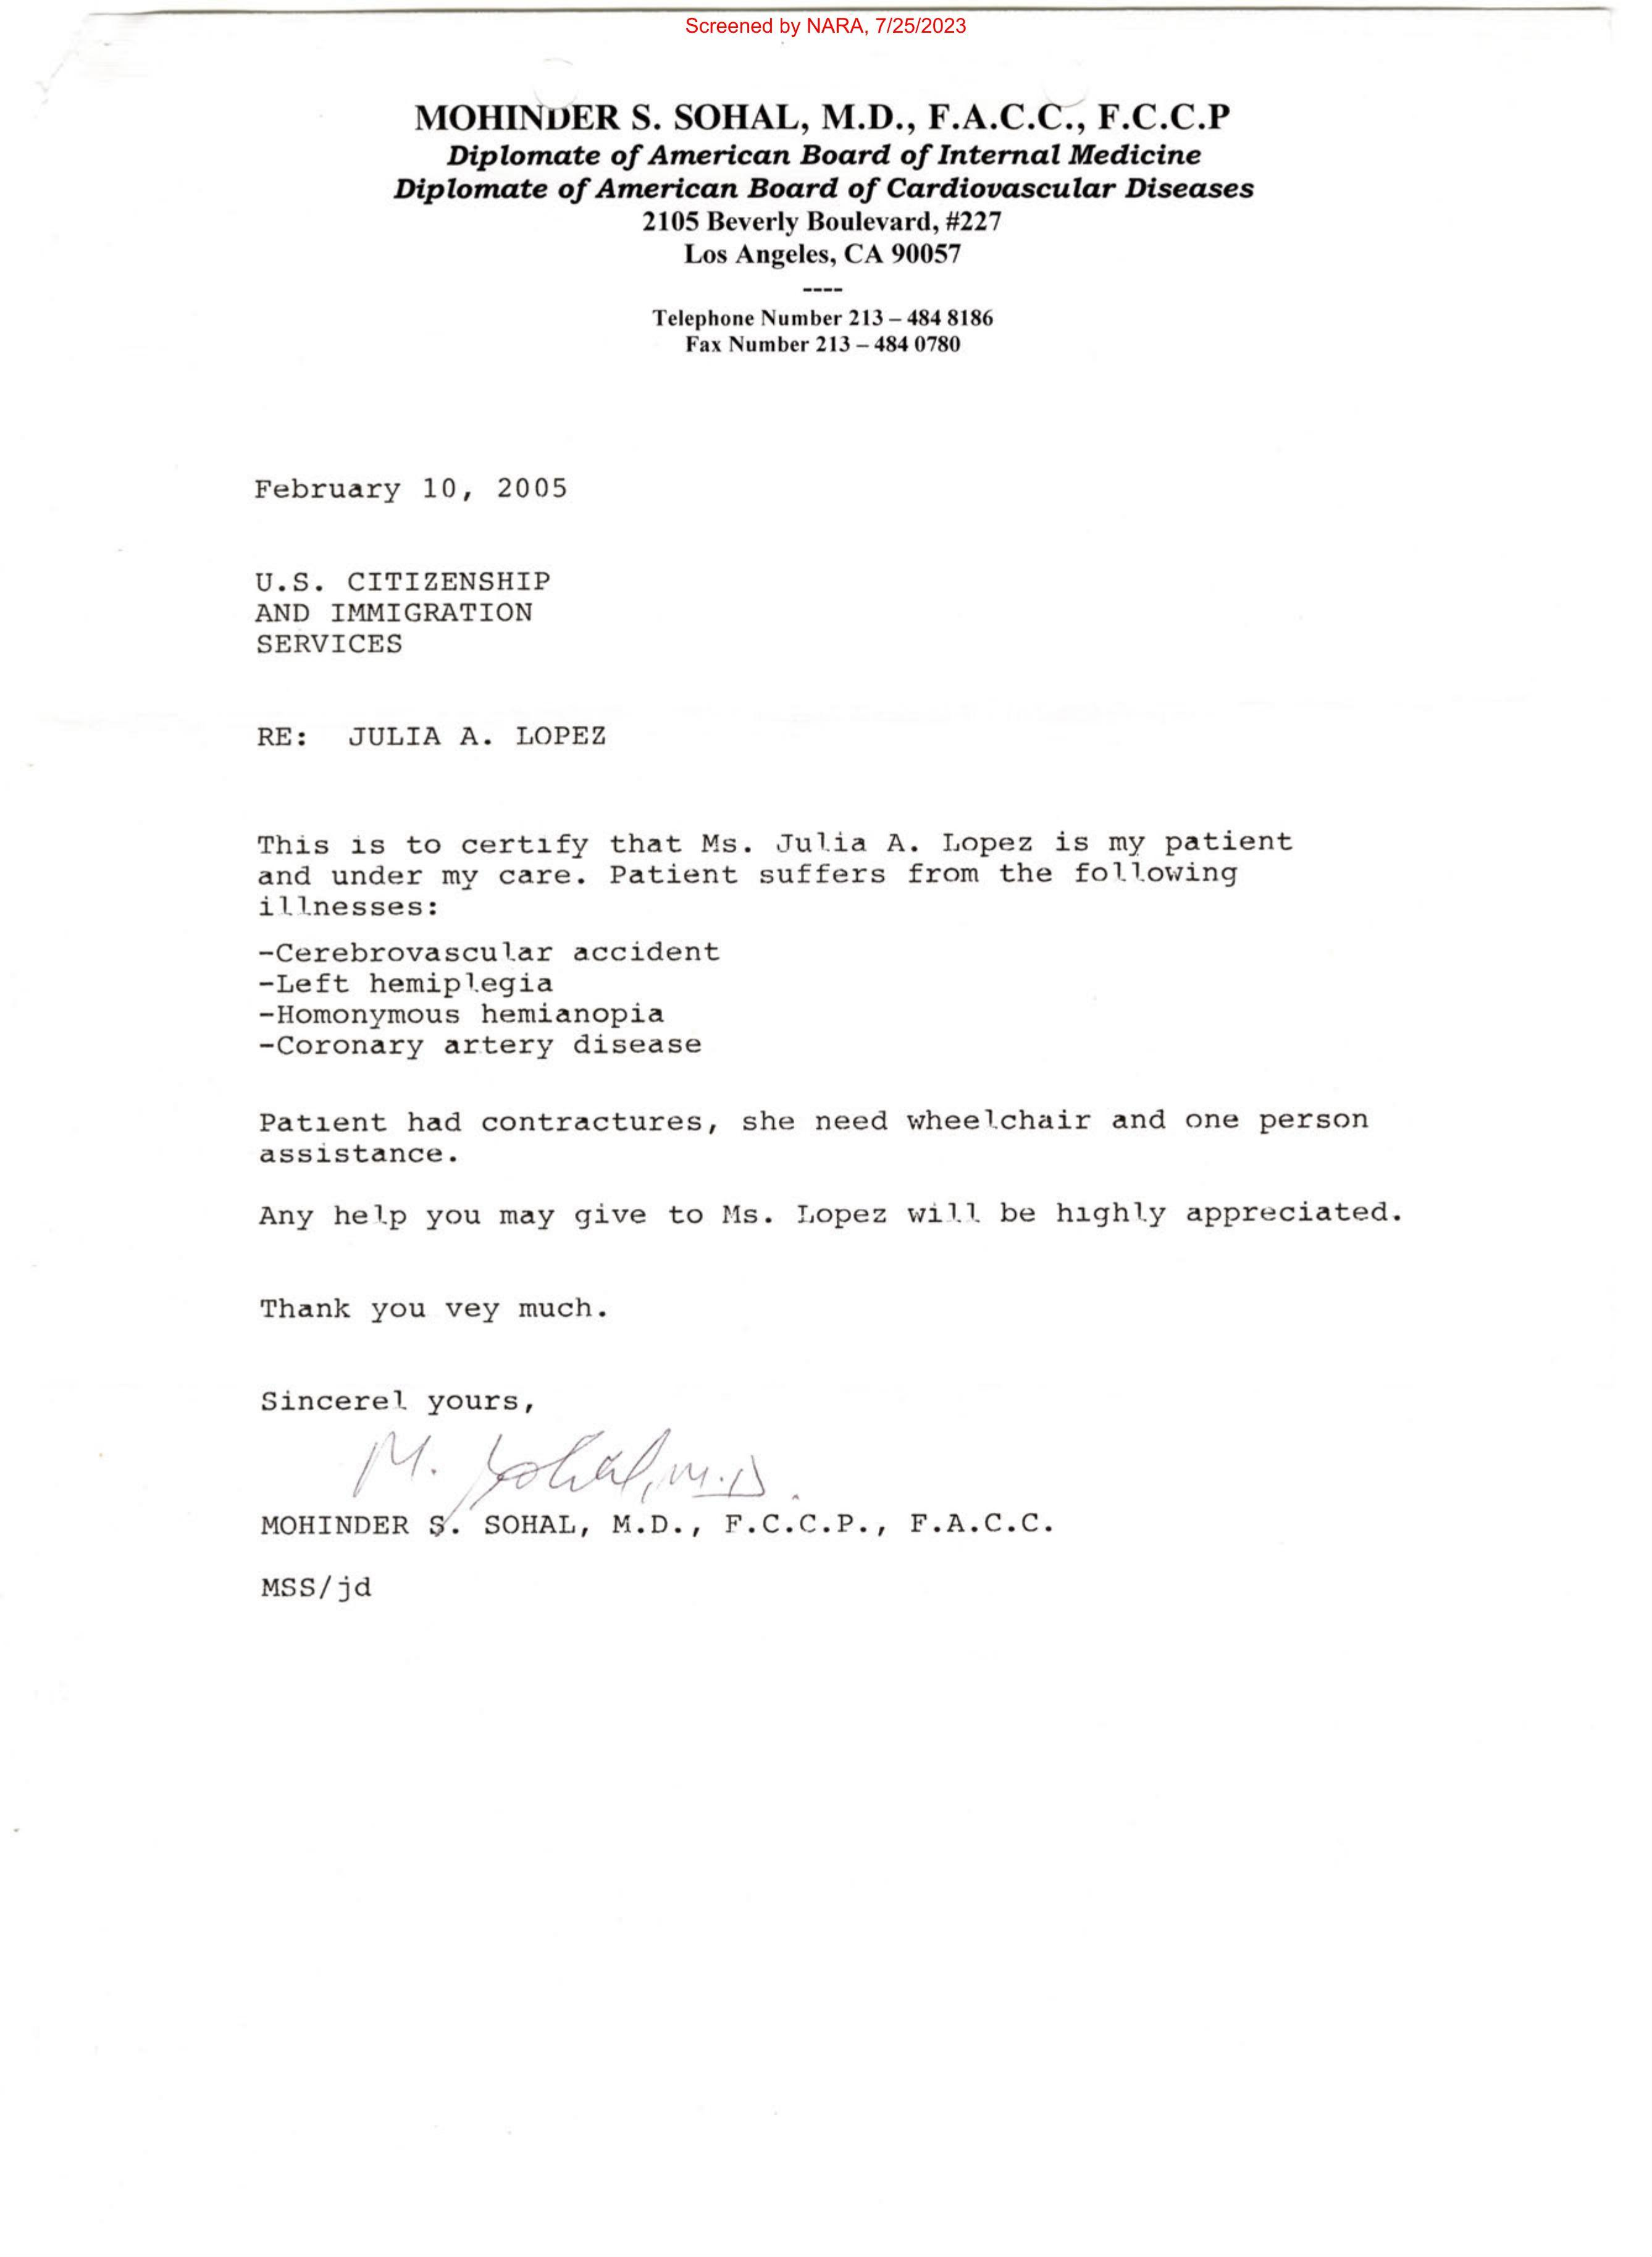 Screened by NARA, 7/25/2023
MOHINDER S. SOHAL, M.D., F.A.C.C., F.C.C.P
Diplomate of American Board of Internal Medicine
Diplomate of American Board of Cardiovascular Diseases
2105 Beverly Boulevard, #227
Los Angeles, CA 90057
----
Telephone Number 213 – 484 8186
Fax Number 213 – 484 0780
February 10, 2005
U.S. CITIZENSHIP
AND IMMIGRATION
SERVICES
RE: JULIA A. LOPEZ
This is to certify that Ms. Julia A. Lopez is my patient
and under my care. Patient suffers from the following
illnesses:
-Cerebrovascular accident
-Left hemiplegia
-Homonymous hemianopia
-Coronary artery disease
Patient had contractures, she need wheelchair and one person
assistance.
Any help you may give to Ms. Lopez will be highly appreciated.
Thank you vey much.
Sincerel yours,
M. Sohal, M.D.
MOHINDER S. SOHAL, M.D., F.C.C.P., F.A.C.C.
MSS/jd